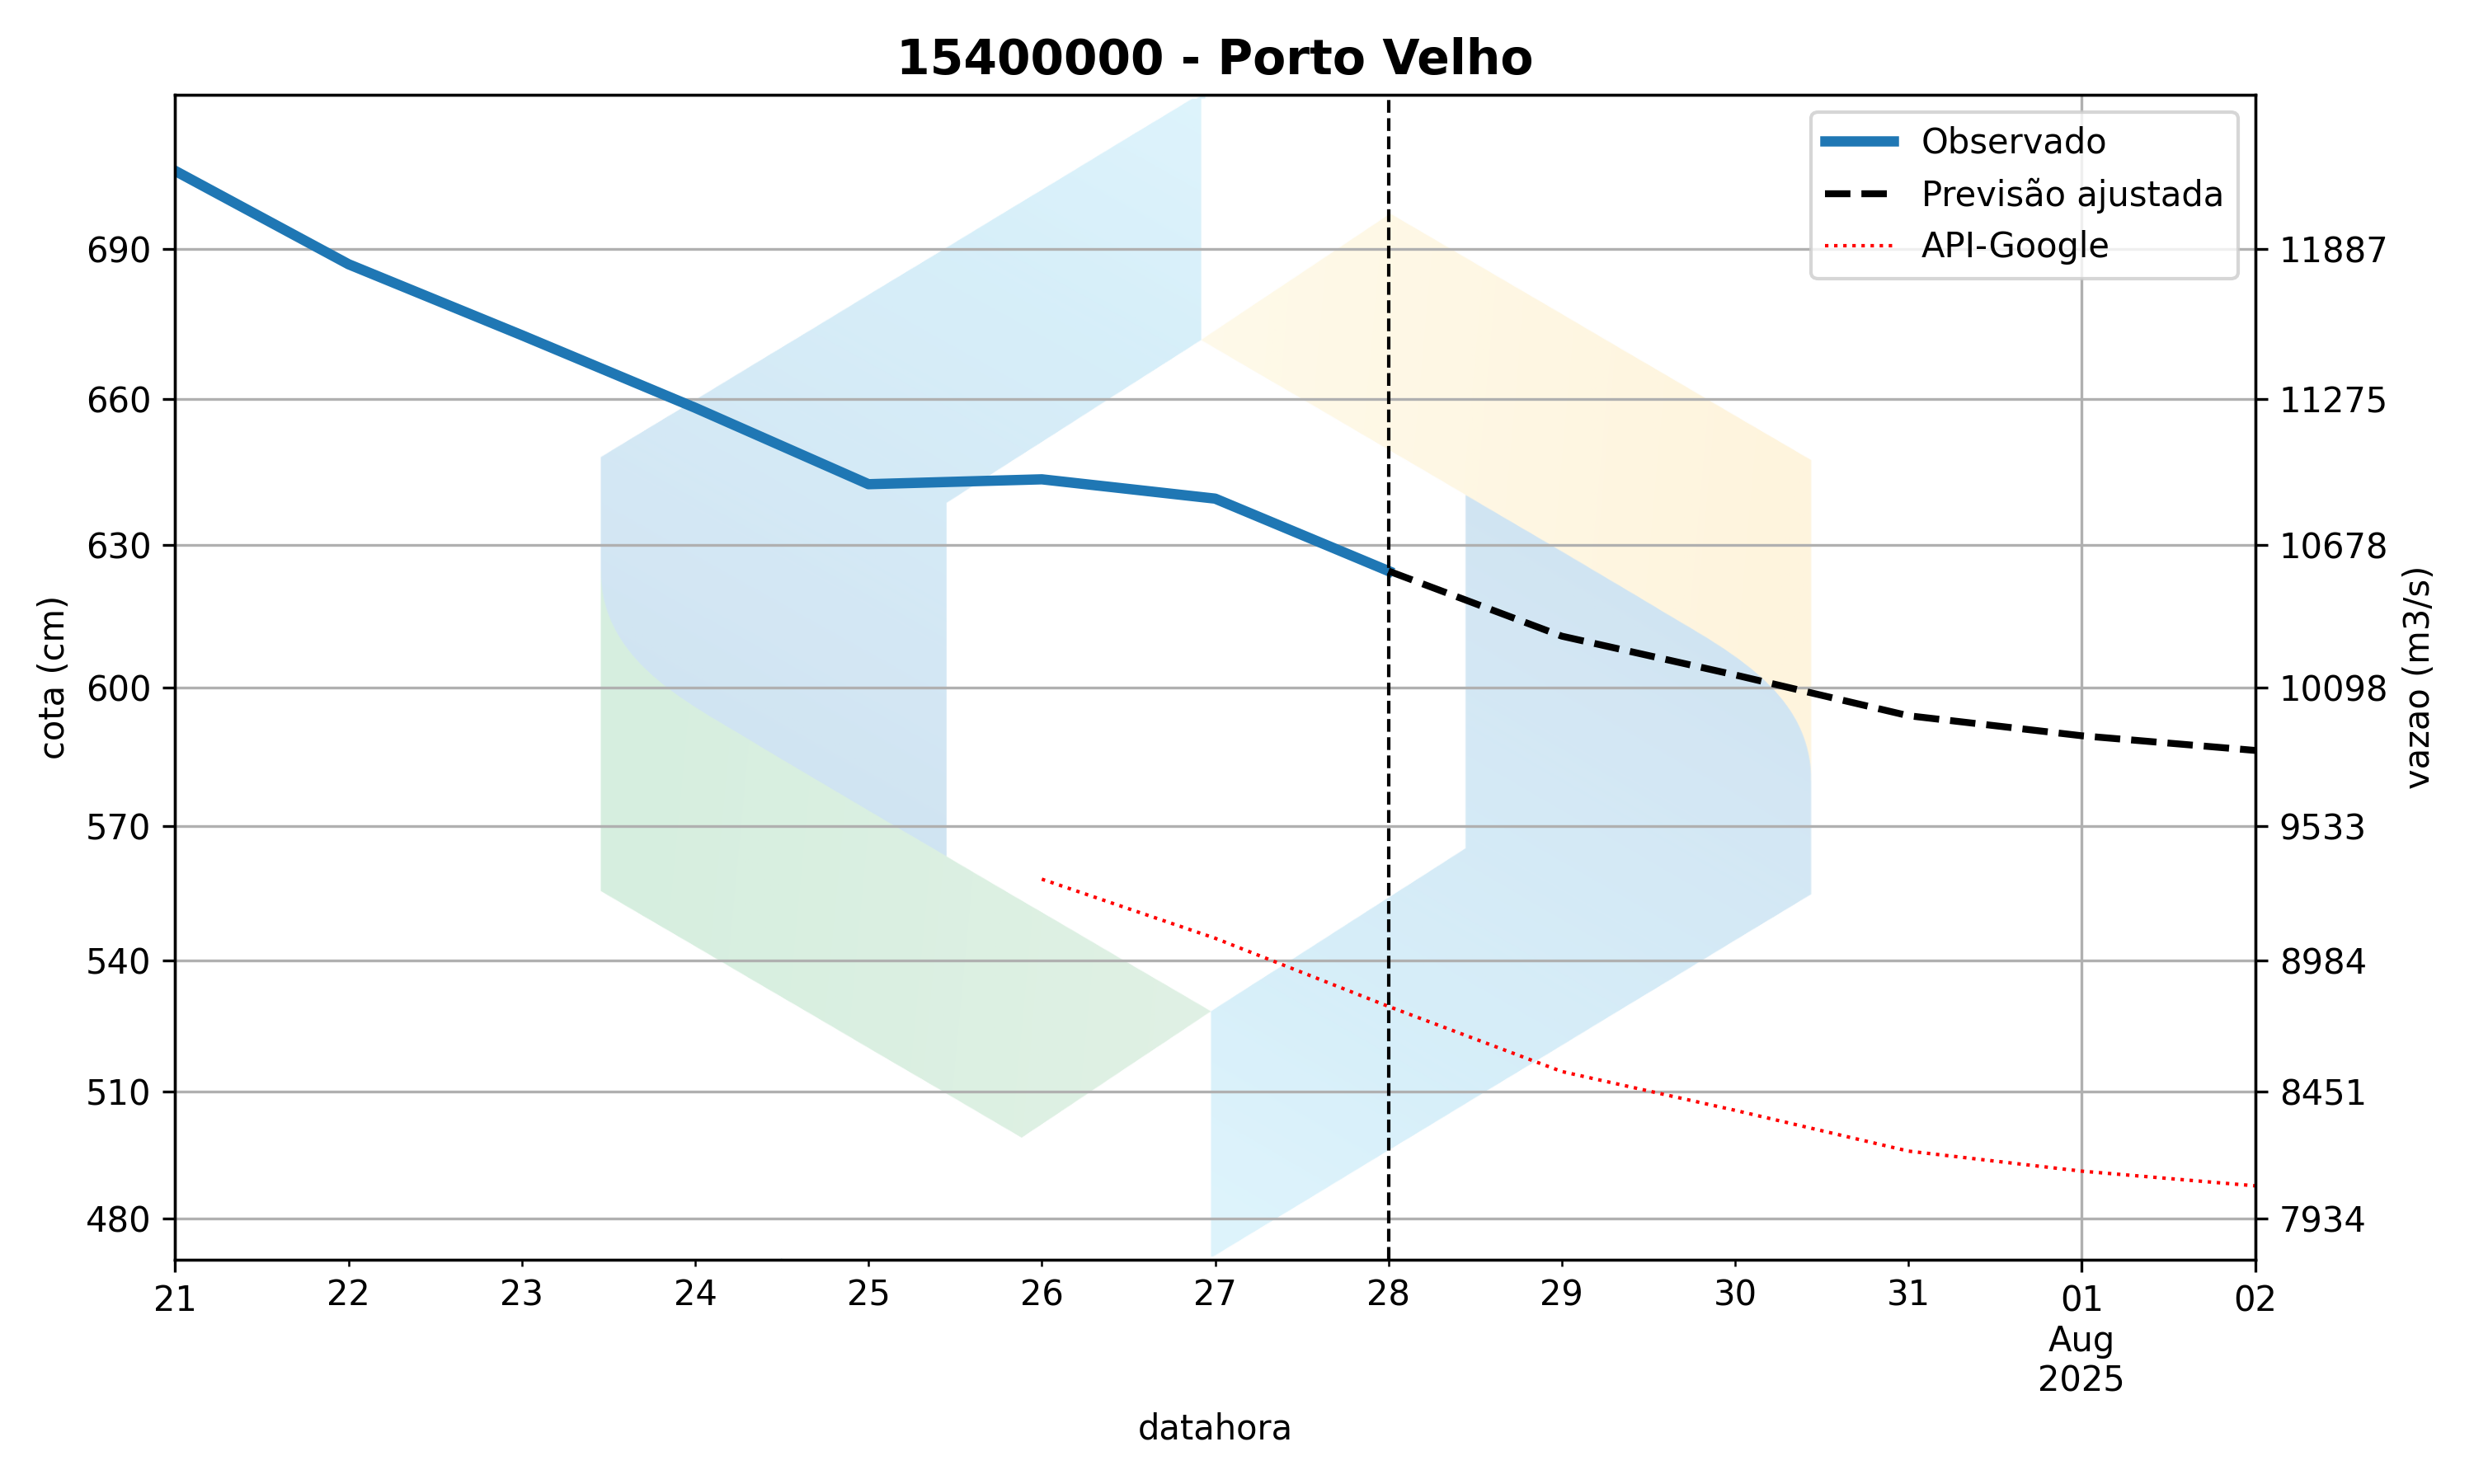 15400000 - Porto Velho
Observado
Previsão ajustada
API-Google
690
660
630
600
570
540
510
480
cota (cm)
11887
11275
10678
10098
9533
8984
8451
7934
vazao (m3/s)
21 22 23 24 25 26 27 28 29 30 31 01 02
Aug
2025
datahora